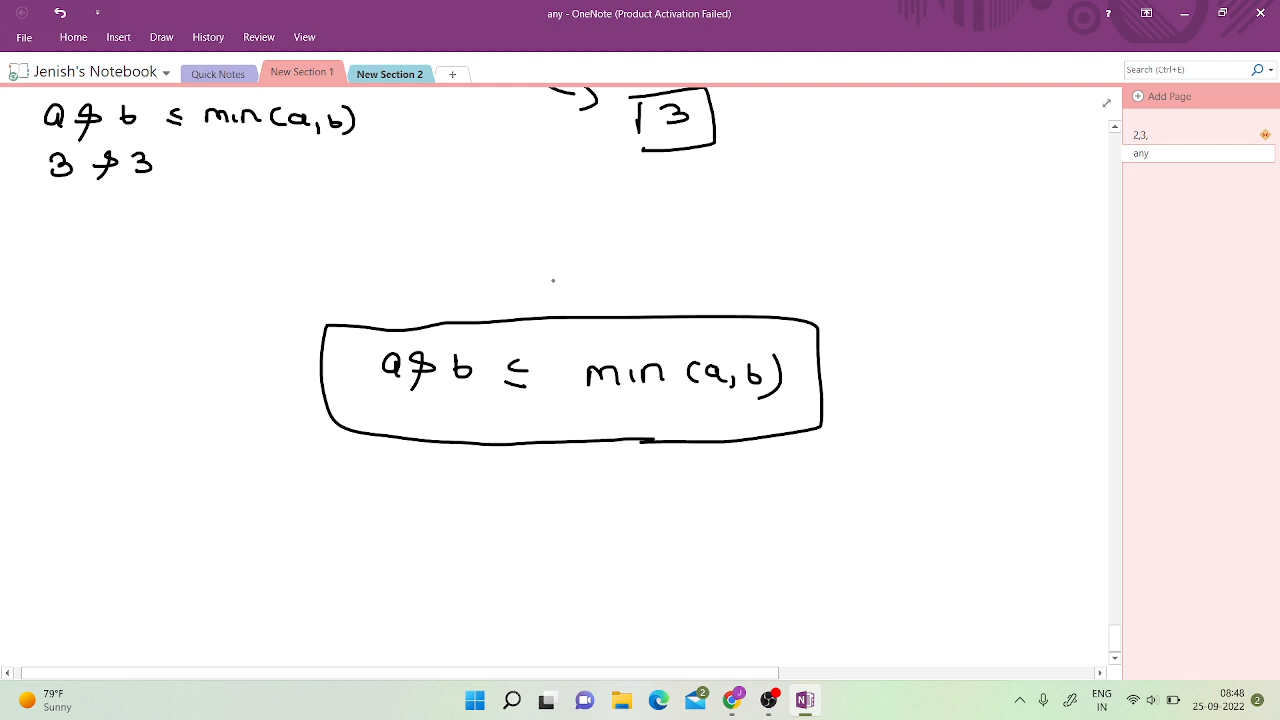 any - OneNote (Product Activation Failed)
?
File Home Insert Draw History Review View
Jenish's Notebook Quick Notes New Section 1 New Section 2 +
Search (Ctrl+E)
Add Page
2,3,
any
a & b ≤ min(a,b)
3 & 3
3
a & b ≤ min (a,b)
79°F
Sunny
2
J
N
ENG
IN
08:48
25-09-2022
2